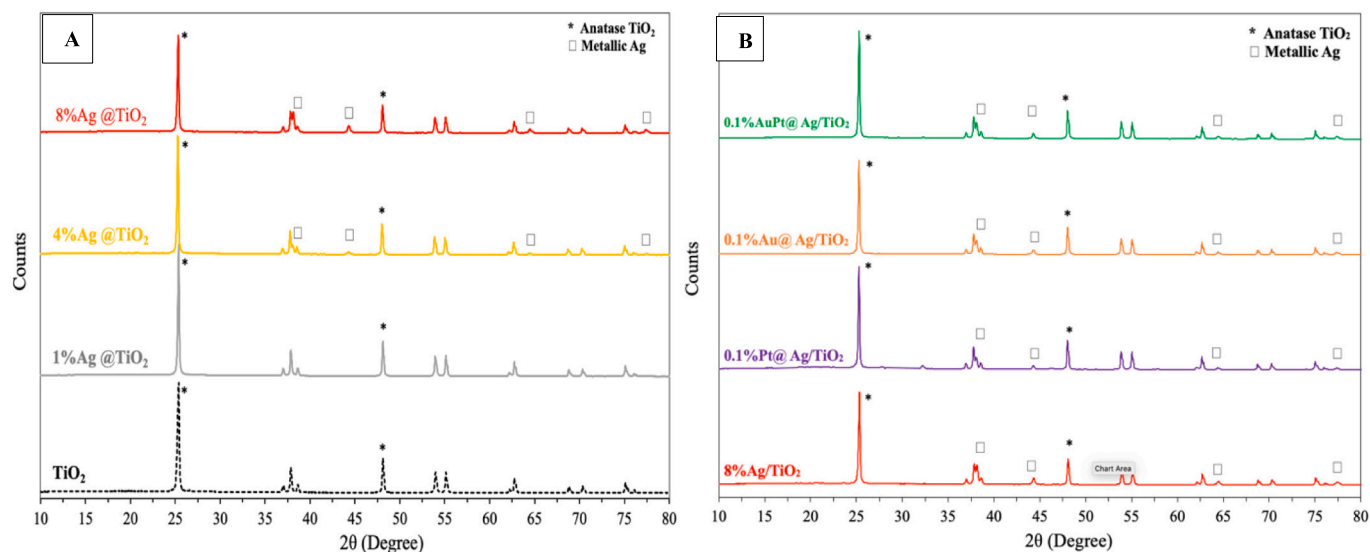 A
* Anatase TiO₂
□ Metallic Ag
8%Ag @TiO₂
4%Ag @TiO₂
1%Ag @TiO₂
TiO₂
Counts
10 15 20 25 30 35 40 45 50 55 60 65 70 75 80
2θ (Degree)
B
* Anatase TiO₂
□ Metallic Ag
0.1%AuPt@ Ag/TiO₂
0.1%Au@ Ag/TiO₂
0.1%Pt@ Ag/TiO₂
8%Ag/TiO₂
Chart Area
Counts
10 15 20 25 30 35 40 45 50 55 60 65 70 75 80
2θ (Degree)